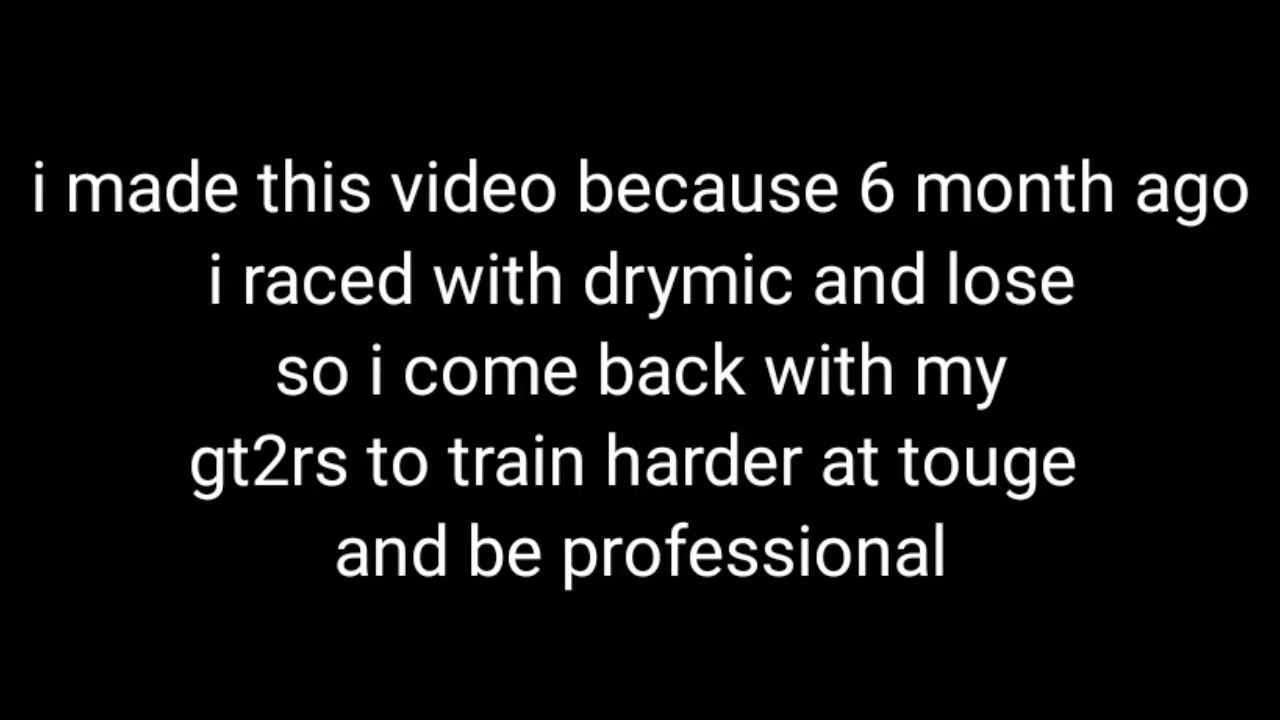 i made this video because 6 month ago
i raced with drymic and lose
so i come back with my
gt2rs to train harder at touge
and be professional